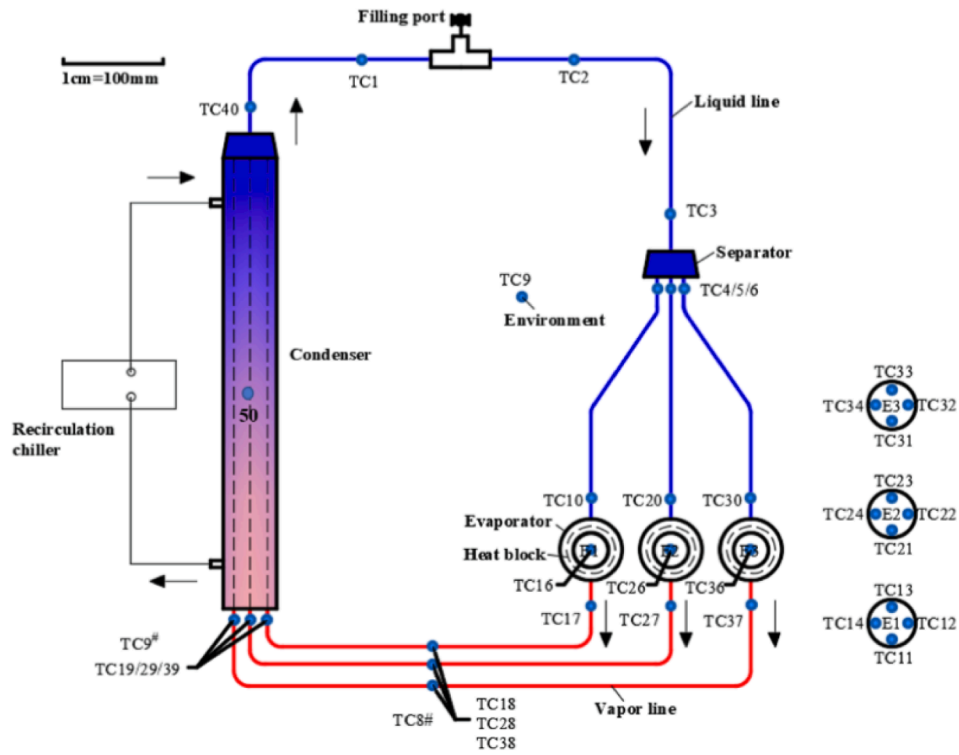 Filling port
1cm=100mm
TC1
TC2
TC40
Liquid line
TC3
Separator
TC9
TC4/5/6
Environment
Condenser
50
Recirculation
chiller
TC33
TC34
E3
TC32
TC31
TC10
TC20
TC30
TC23
TC24
E2
TC22
TC21
Evaporator
Heat block
E1
E2
E3
TC16
TC26
TC36
TC17
TC27
TC37
TC13
TC14
E1
TC12
TC11
TC9#
TC19/29/39
TC8#
TC18
TC28
TC38
Vapor line